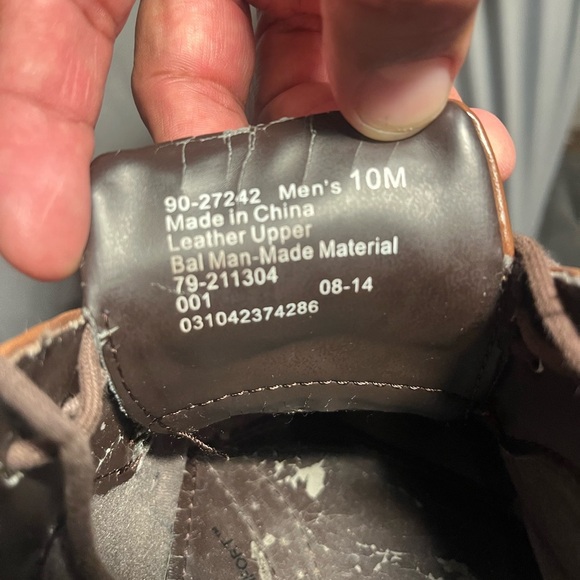 90-27242 Men's 10M
Made in China
Leather Upper
Bal Man-Made Material
79-211304
001 08-14
031042374286